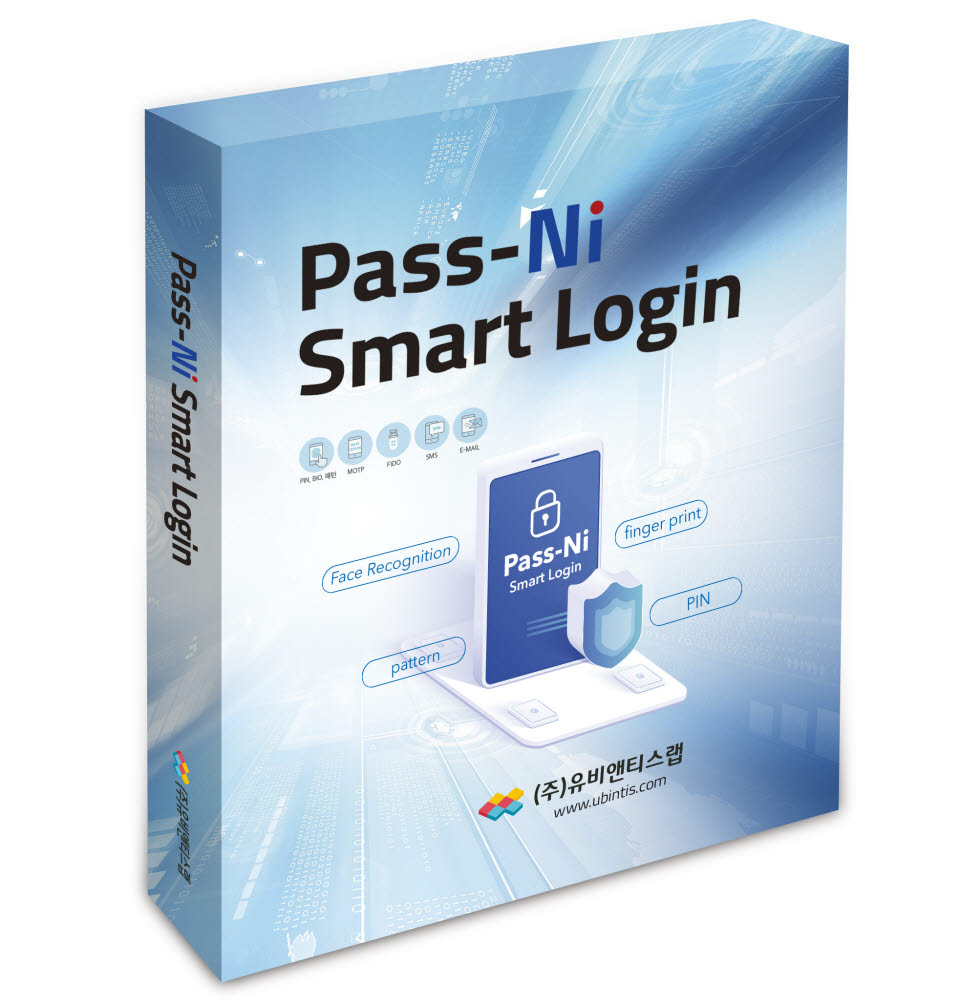 Pass-Ni
Smart Login
PIN, BIO, 패턴
MOTP
FIDO
SMS
E-MAIL
Pass-Ni
Smart Login
Face Recognition
finger print
PIN
pattern
(주)유비앤티스랩
www.ubintis.com
Pass-Ni Smart Login
(주)유비앤티스랩